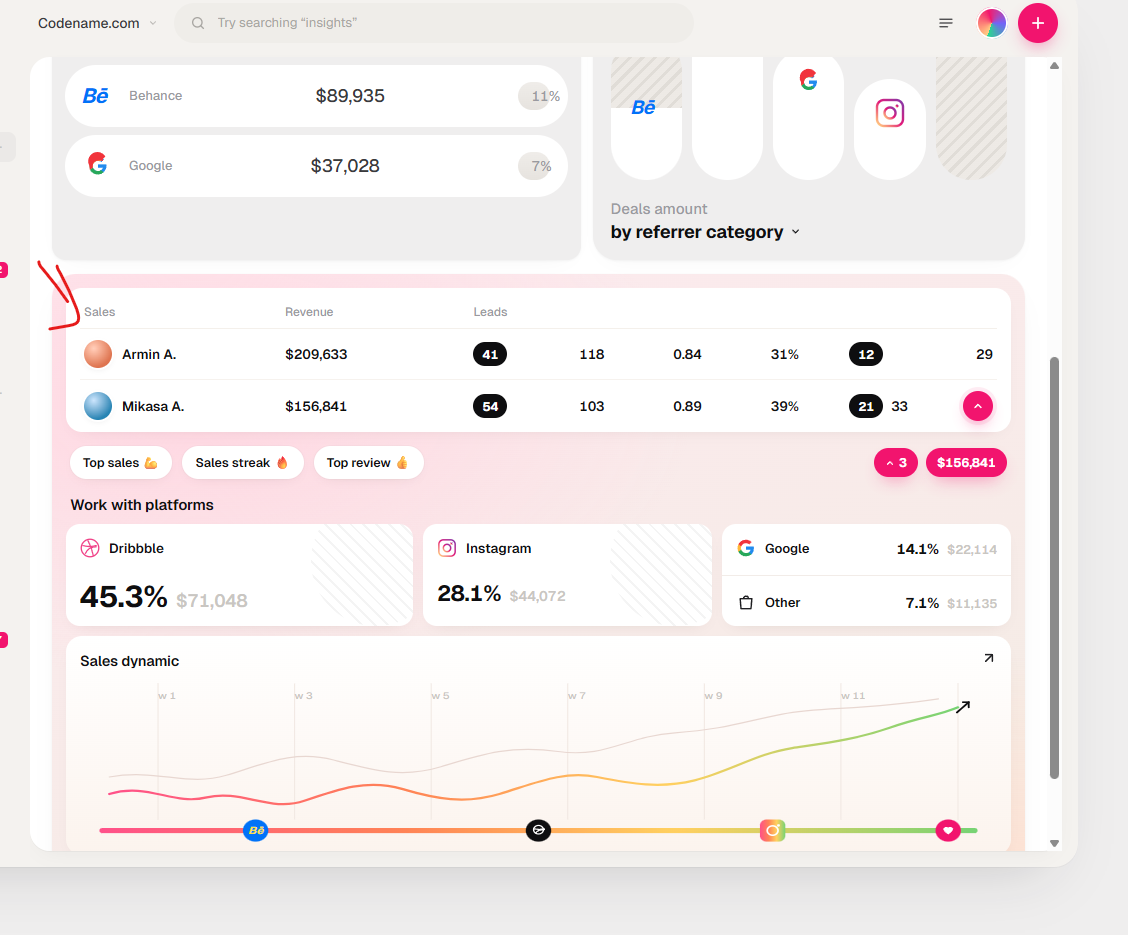 Codename.com Try searching “insights”
Bē Behance $89,935 11%
Google $37,028 7%
Bē
Deals amount
by referrer category
Sales Revenue Leads
Armin A. $209,633 41 118 0.84 31% 12 29
Mikasa A. $156,841 54 103 0.89 39% 21 33
Top sales 💪 Sales streak 🔥 Top review 👍 3 $156,841
Work with platforms
Dribbble
45.3% $71,048
Instagram
28.1% $44,072
Google 14.1% $22,114
Other 7.1% $11,135
Sales dynamic
w 1 w 3 w 5 w 7 w 9 w 11
Bē